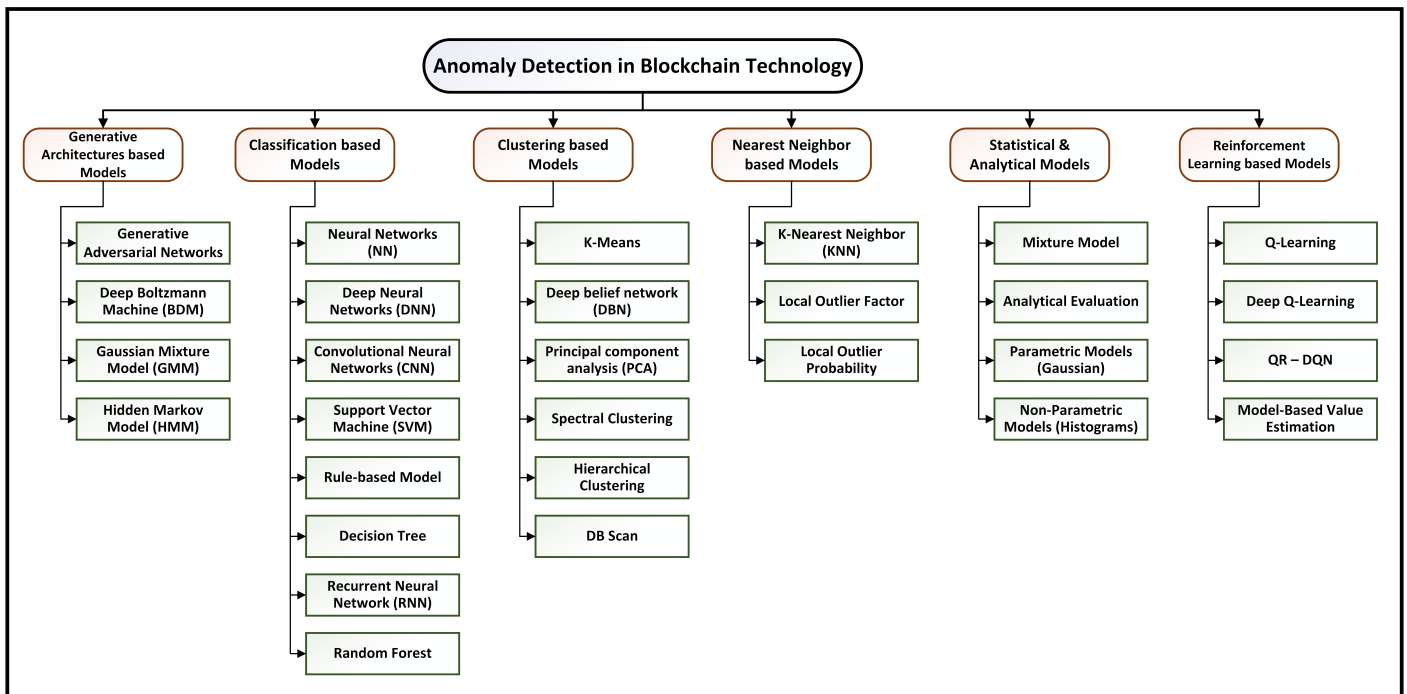 Anomaly Detection in Blockchain Technology
Generative
Architectures based
Models
Generative
Adversarial Networks
Deep Boltzmann
Machine (BDM)
Gaussian Mixture
Model (GMM)
Hidden Markov
Model (HMM)
Classification based
Models
Neural Networks
(NN)
Deep Neural
Networks (DNN)
Convolutional Neural
Networks (CNN)
Support Vector
Machine (SVM)
Rule-based Model
Decision Tree
Recurrent Neural
Network (RNN)
Random Forest
Clustering based
Models
K-Means
Deep belief network
(DBN)
Principal component
analysis (PCA)
Spectral Clustering
Hierarchical
Clustering
DB Scan
Nearest Neighbor
based Models
K-Nearest Neighbor
(KNN)
Local Outlier Factor
Local Outlier
Probability
Statistical &
Analytical Models
Mixture Model
Analytical Evaluation
Parametric Models
(Gaussian)
Non-Parametric
Models (Histograms)
Reinforcement
Learning based Models
Q-Learning
Deep Q-Learning
QR – DQN
Model-Based Value
Estimation